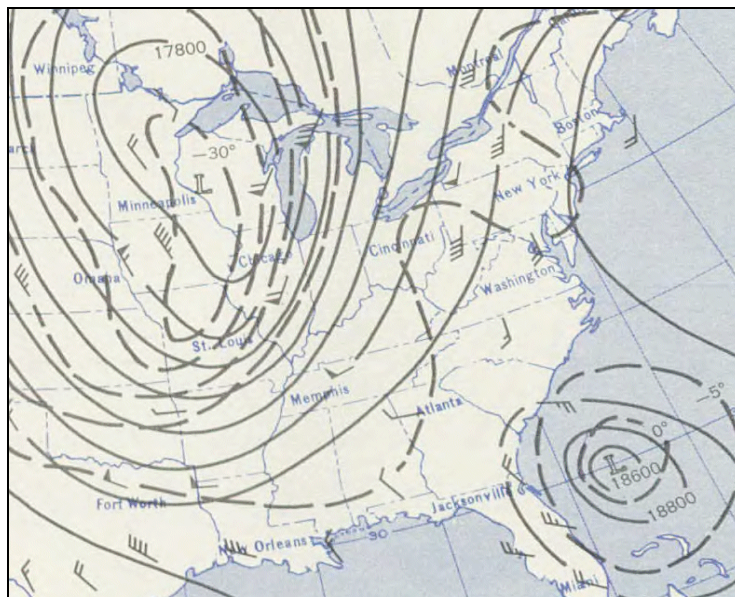 17800
Winnipeg
Montreal
Boston
-30°
L
Minneapolis
New York
Cincinnati
Chicago
Omaha
Washington
St. Louis
Memphis
Atlanta
-5°
0°
L
18600
18800
Fort Worth
Jacksonville
New Orleans
30
Miami